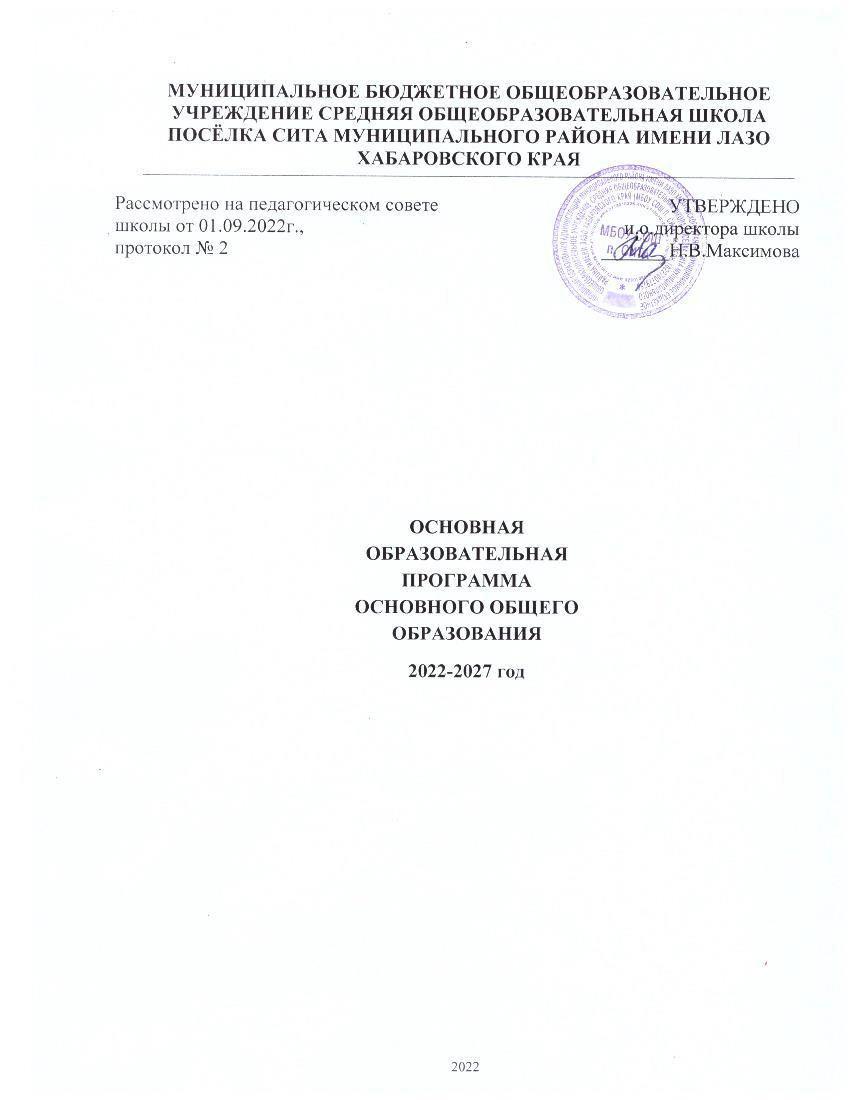 МУНИЦИПАЛЬНОЕ БЮДЖЕТНОЕ ОБЩЕОБРАЗОВАТЕЛЬНОЕ
УЧРЕЖДЕНИЕ СРЕДНЯЯ ОБЩЕОБРАЗОВАТЕЛЬНАЯ ШКОЛА
ПОСЁЛКА СИТА МУНИЦИПАЛЬНОГО РАЙОНА ИМЕНИ ЛАЗО
ХАБАРОВСКОГО КРАЯ
Рассмотрено на педагогическом совете
школы от 01.09.2022г.,
протокол № 2
УТВЕРЖДЕНО
и.о.директора школы
Н.В.Максимова
ОСНОВНАЯ
ОБРАЗОВАТЕЛЬНАЯ
ПРОГРАММА
ОСНОВНОГО ОБЩЕГО
ОБРАЗОВАНИЯ
2022-2027 год
2022